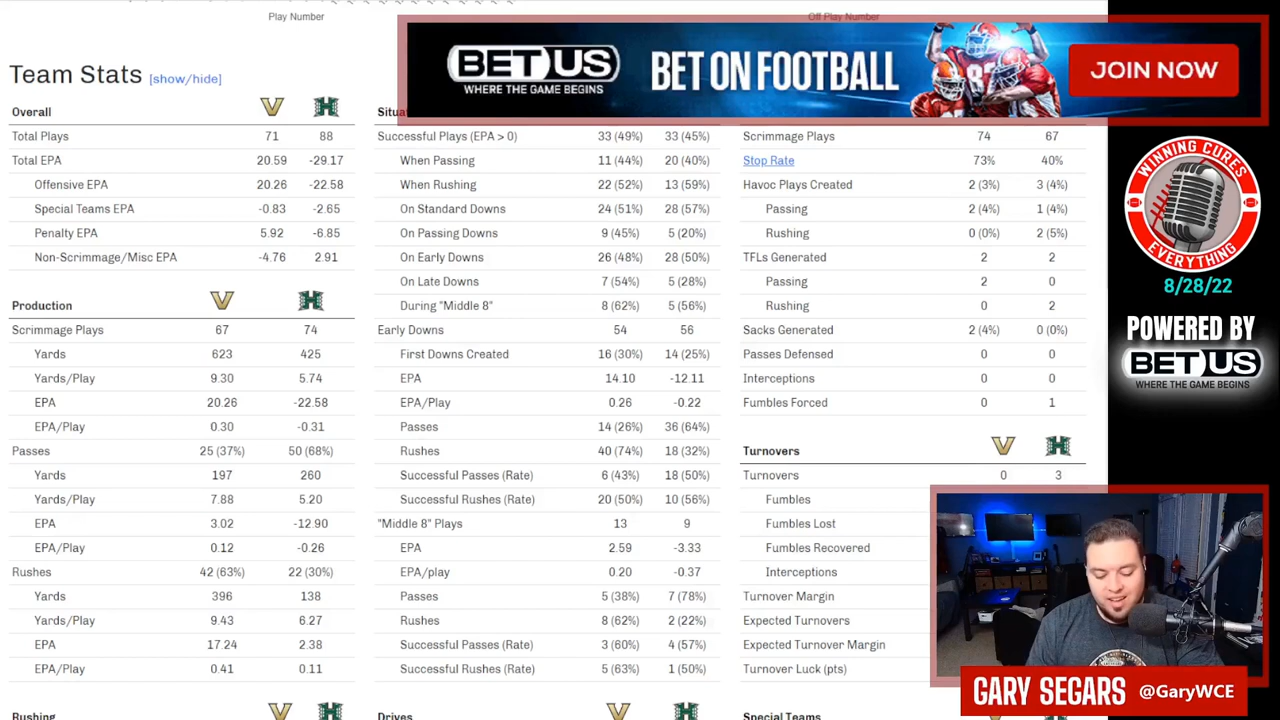 Play Number
Off Play Number
BETUS
WHERE THE GAME BEGINS
BET ON FOOTBALL
JOIN NOW
Team Stats [show/hide]
Overall V H
Total Plays 71 88
Total EPA 20.59 -29.17
Offensive EPA 20.26 -22.58
Special Teams EPA -0.83 -2.65
Penalty EPA 5.92 -6.85
Non-Scrimmage/Misc EPA -4.76 2.91
Production V H
Scrimmage Plays 67 74
Yards 623 425
Yards/Play 9.30 5.74
EPA 20.26 -22.58
EPA/Play 0.30 -0.31
Passes 25 (37%) 50 (68%)
Yards 197 260
Yards/Play 7.88 5.20
EPA 3.02 -12.90
EPA/Play 0.12 -0.26
Rushes 42 (63%) 22 (30%)
Yards 396 138
Yards/Play 9.43 6.27
EPA 17.24 2.38
EPA/Play 0.41 0.11
Rushing V H
Successful Plays (EPA > 0) 33 (49%) 33 (45%)
When Passing 11 (44%) 20 (40%)
When Rushing 22 (52%) 13 (59%)
On Standard Downs 24 (51%) 28 (57%)
On Passing Downs 9 (45%) 5 (20%)
On Early Downs 26 (48%) 28 (50%)
On Late Downs 7 (54%) 5 (28%)
During "Middle 8" 8 (62%) 5 (56%)
Early Downs 54 56
First Downs Created 16 (30%) 14 (25%)
EPA 14.10 -12.11
EPA/Play 0.26 -0.22
Passes 14 (26%) 36 (64%)
Rushes 40 (74%) 18 (32%)
Successful Passes (Rate) 6 (43%) 18 (50%)
Successful Rushes (Rate) 20 (50%) 10 (56%)
"Middle 8" Plays 13 9
EPA 2.59 -3.33
EPA/play 0.20 -0.37
Passes 5 (38%) 7 (78%)
Rushes 8 (62%) 2 (22%)
Successful Passes (Rate) 3 (60%) 4 (57%)
Successful Rushes (Rate) 5 (63%) 1 (50%)
Drives V H
Scrimmage Plays 74 67
Stop Rate 73% 40%
Havoc Plays Created 2 (3%) 3 (4%)
Passing 2 (4%) 1 (4%)
Rushing 0 (0%) 2 (5%)
TFLs Generated 2 2
Passing 2 0
Rushing 0 2
Sacks Generated 2 (4%) 0 (0%)
Passes Defensed 0 0
Interceptions 0 0
Fumbles Forced 0 1
Turnovers V H
Turnovers 0 3
Fumbles
Fumbles Lost
Fumbles Recovered
Interceptions
Turnover Margin
Expected Turnovers
Expected Turnover Margin
Turnover Luck (pts)
Special Teams
WINNING CURES
EVERYTHING
8/28/22
POWERED BY
BETUS
WHERE THE GAME BEGINS
GARY SEGARS @GaryWCE